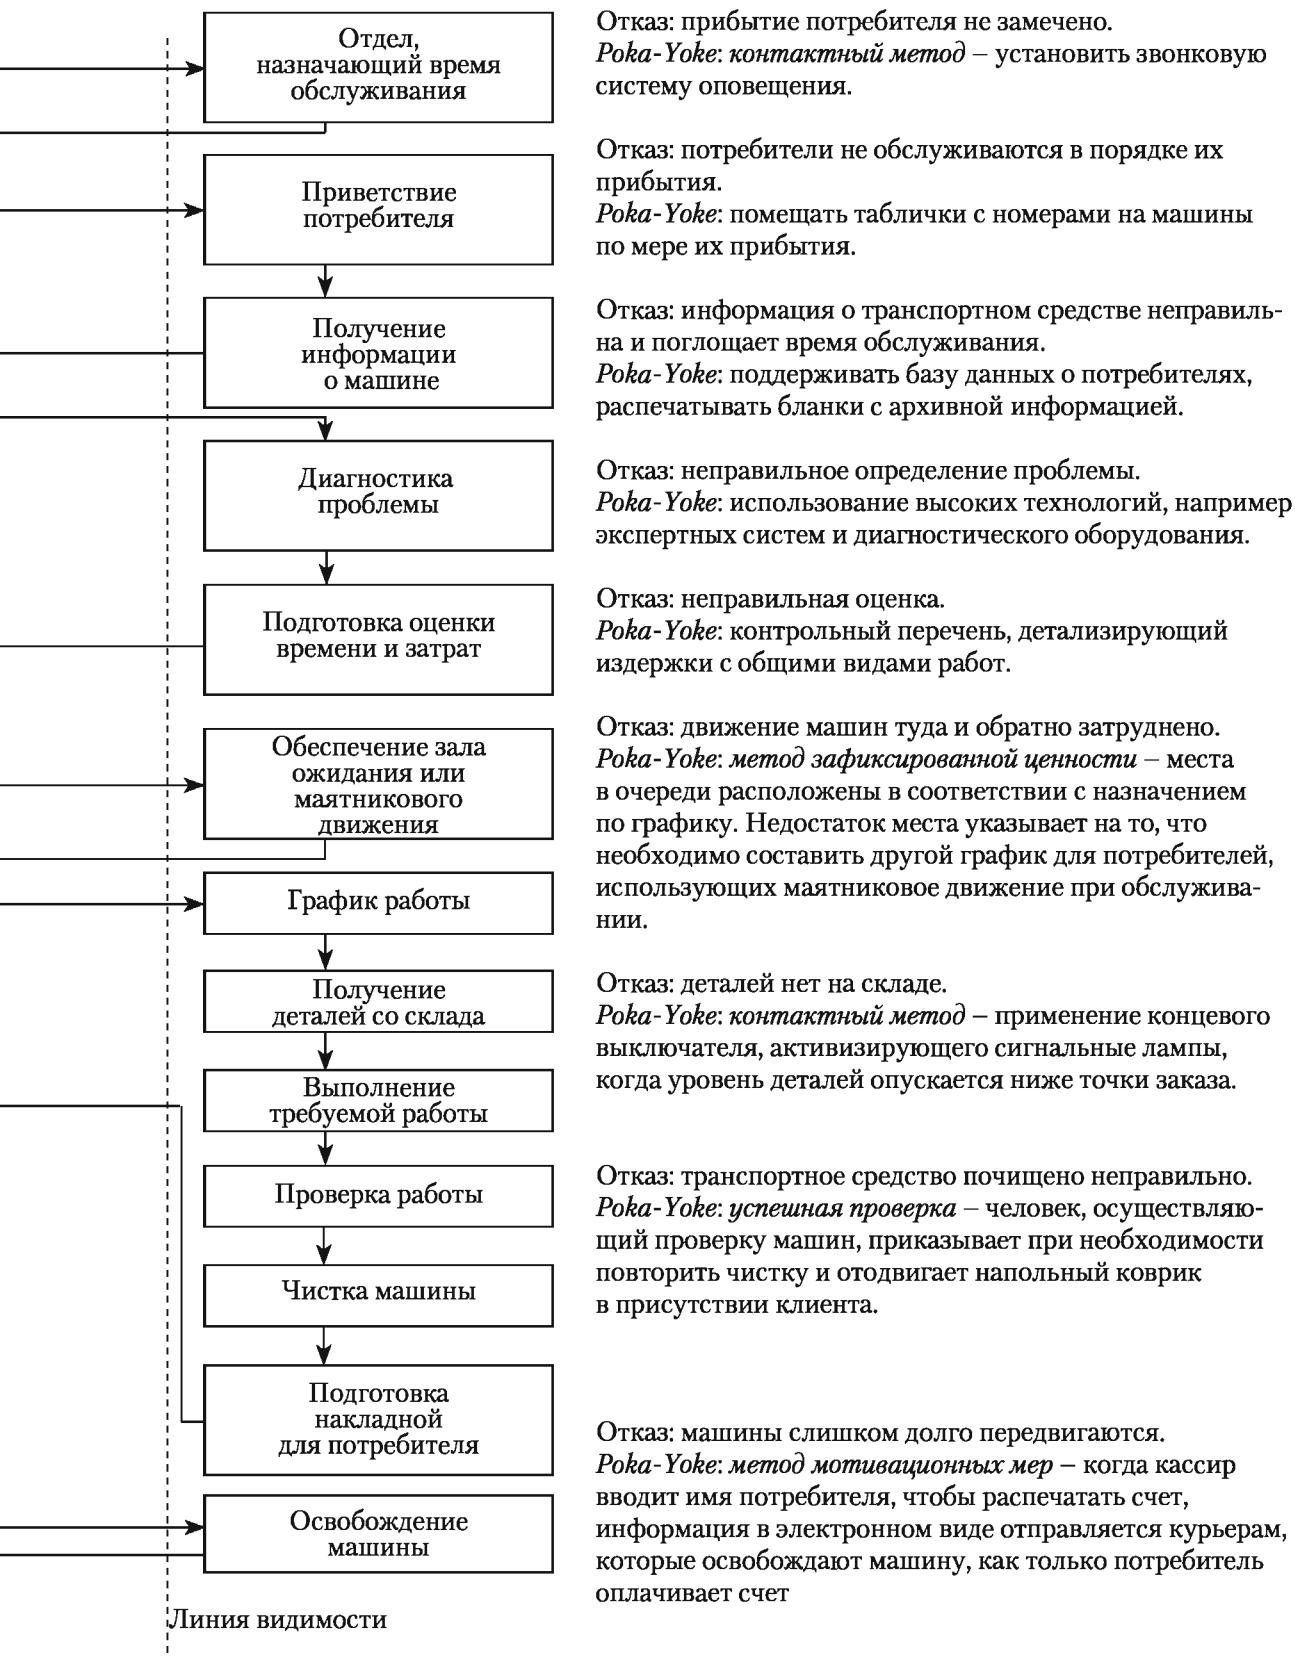 Отдел,
назначающий время
обслуживания
Отказ: прибытие потребителя не замечено.
Poka-Yoke: контактный метод – установить звонковую
систему оповещения.
Приветствие
потребителя
Отказ: потребители не обслуживаются в порядке их
прибытия.
Poka-Yoke: помещать таблички с номерами на машины
по мере их прибытия.
Получение
информации
о машине
Отказ: информация о транспортном средстве неправиль-
на и поглощает время обслуживания.
Poka-Yoke: поддерживать базу данных о потребителях,
распечатывать бланки с архивной информацией.
Диагностика
проблемы
Отказ: неправильное определение проблемы.
Poka-Yoke: использование высоких технологий, например
экспертных систем и диагностического оборудования.
Подготовка оценки
времени и затрат
Отказ: неправильная оценка.
Poka-Yoke: контрольный перечень, детализирующий
издержки с общими видами работ.
Обеспечение зала
ожидания или
маятникового
движения
Отказ: движение машин туда и обратно затруднено.
Poka-Yoke: метод зафиксированной ценности – места
в очереди расположены в соответствии с назначением
по графику. Недостаток места указывает на то, что
необходимо составить другой график для потребителей,
использующих маятниковое движение при обслужива-
нии.
График работы
Получение
деталей со склада
Отказ: деталей нет на складе.
Poka-Yoke: контактный метод – применение концевого
выключателя, активизирующего сигнальные лампы,
когда уровень деталей опускается ниже точки заказа.
Выполнение
требуемой работы
Проверка работы
Отказ: транспортное средство почищено неправильно.
Poka-Yoke: успешная проверка – человек, осуществляю-
щий проверку машин, приказывает при необходимости
повторить чистку и отодвигает напольный коврик
в присутствии клиента.
Чистка машины
Подготовка
накладной
для потребителя
Отказ: машины слишком долго передвигаются.
Poka-Yoke: метод мотивационных мер – когда кассир
вводит имя потребителя, чтобы распечатать счет,
информация в электронном виде отправляется курьерам,
которые освобождают машину, как только потребитель
оплачивает счет
Освобождение
машины
Линия видимости